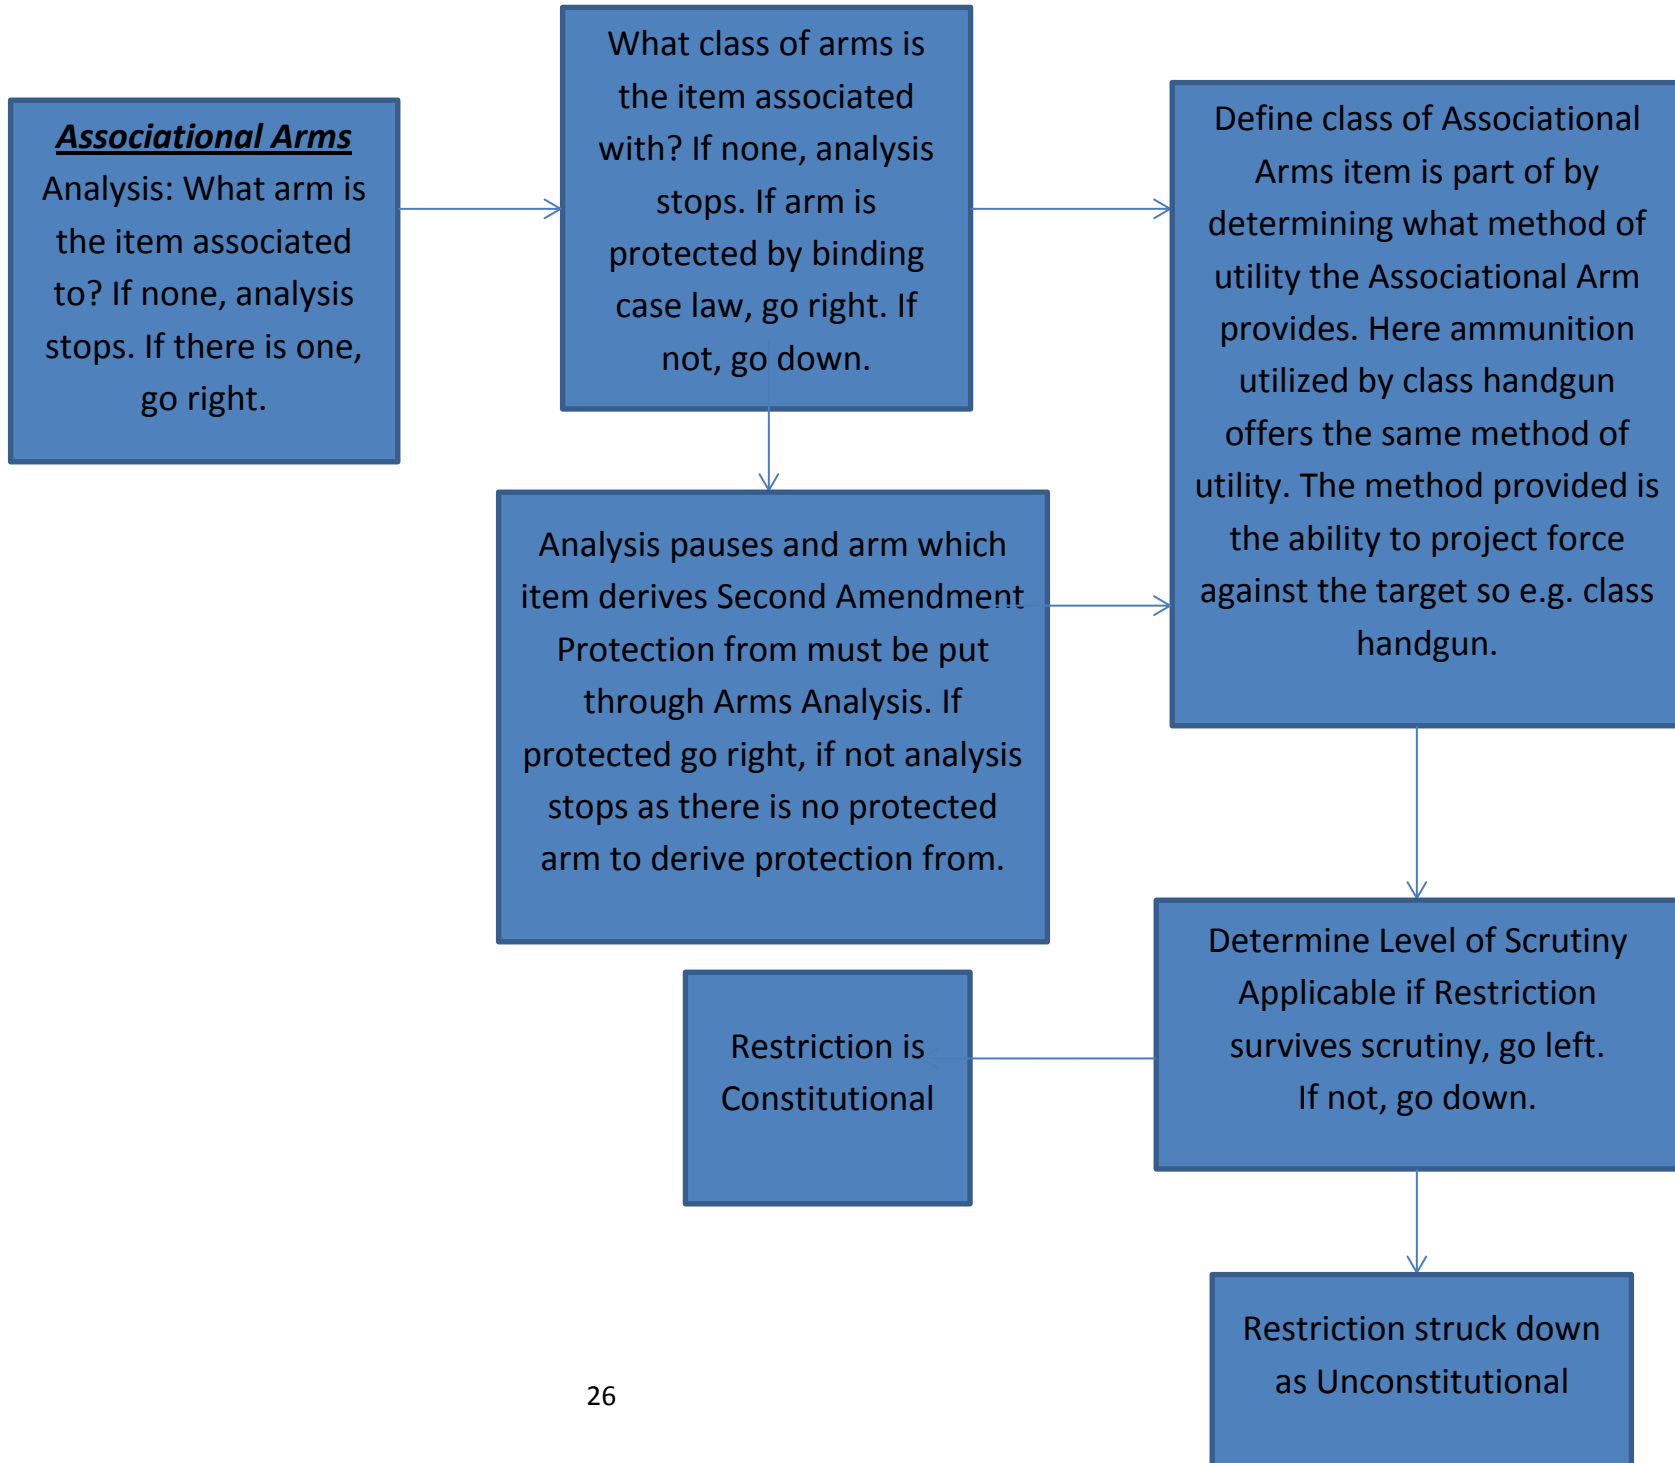 Associational Arms
Analysis: What arm is
the item associated
to? If none, analysis
stops. If there is one,
go right.
What class of arms is
the item associated
with? If none, analysis
stops. If arm is
protected by binding
case law, go right. If
not, go down.
Define class of Associational
Arms item is part of by
determining what method of
utility the Associational Arm
provides. Here ammunition
utilized by class handgun
offers the same method of
utility. The method provided is
the ability to project force
against the target so e.g. class
handgun.
Analysis pauses and arm which
item derives Second Amendment
Protection from must be put
through Arms Analysis. If
protected go right, if not analysis
stops as there is no protected
arm to derive protection from.
Determine Level of Scrutiny
Applicable if Restriction
survives scrutiny, go left.
If not, go down.
Restriction is
Constitutional
Restriction struck down
as Unconstitutional
26